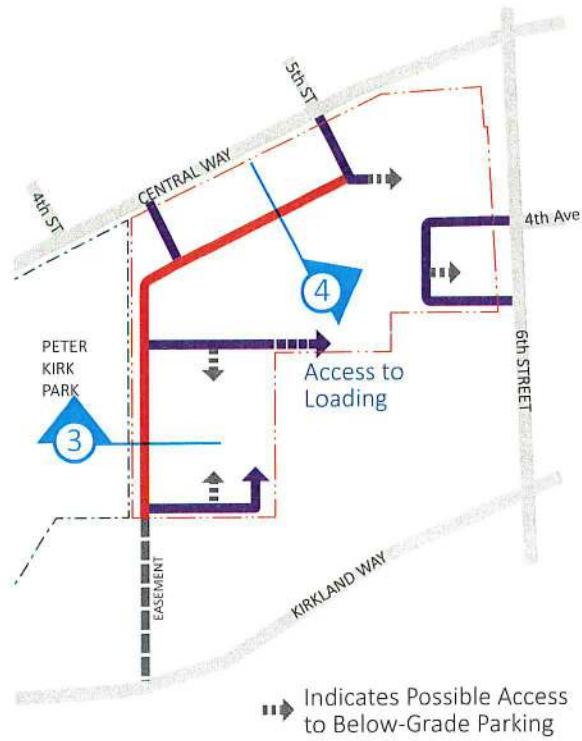 5th ST
CENTRAL WAY
4th ST
4th Ave
4
PETER
KIRK
PARK
6th STREET
Access to
Loading
3
EASEMENT
KIRKLAND WAY
Indicates Possible Access
to Below-Grade Parking